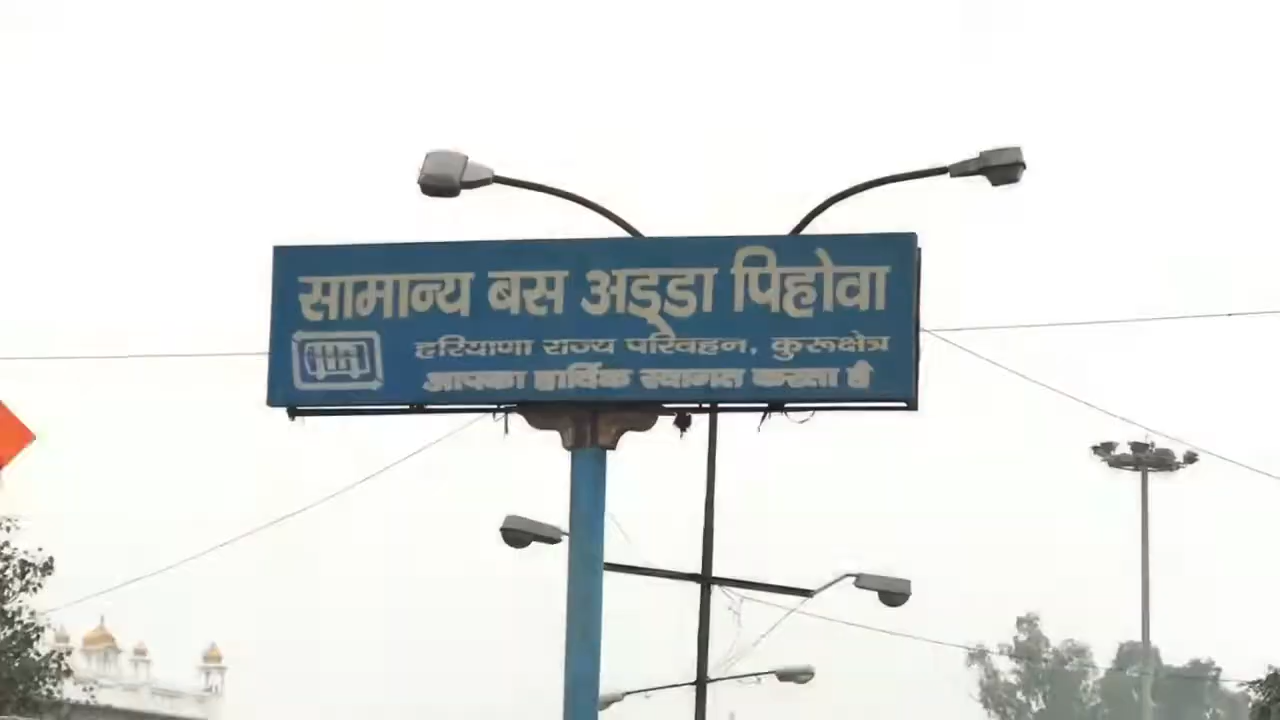 सामान्य बस अड्डा पिहोवा
हरियाणा राज्य परिवहन, कुरूक्षेत्र
आपका हार्दिक स्वागत करता है